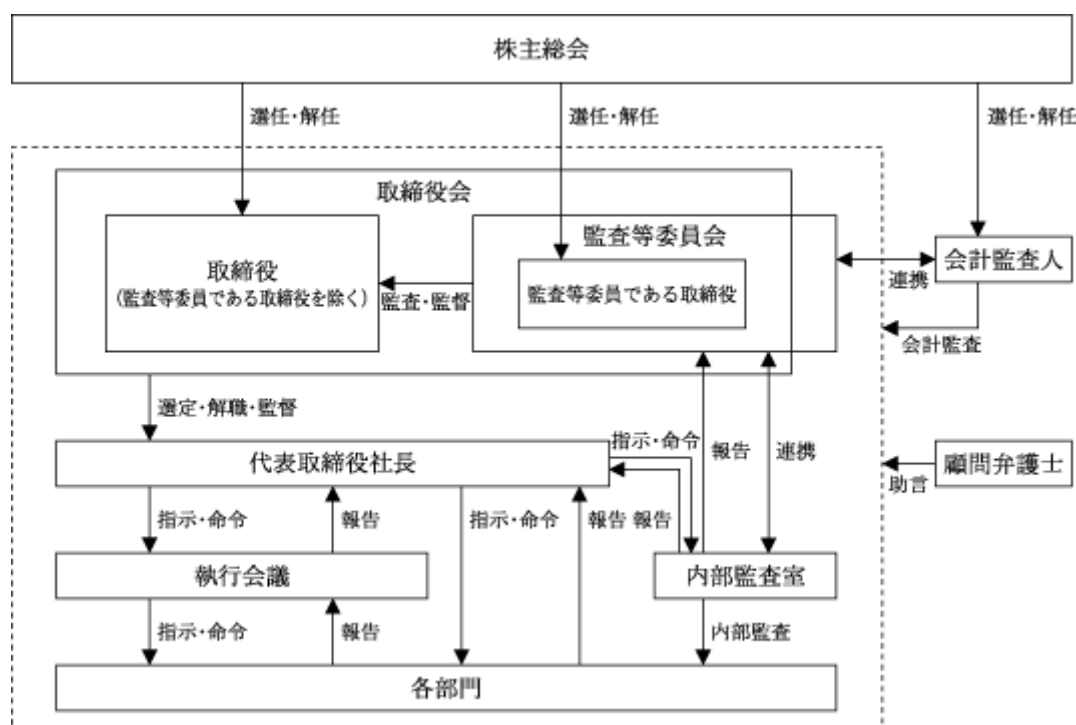 株主総会
選任・解任
選任・解任
選任・解任
取締役会
監査等委員会
取締役
(監査等委員である取締役を除く)
監査・監督
監査等委員である取締役
会計監査人
連携
会計監査
選定・解職・監督
代表取締役社長
指示・命令
報告
連携
顧問弁護士
助言
指示・命令
報告
指示・命令
報告
報告
執行会議
内部監査室
指示・命令
報告
内部監査
各部門